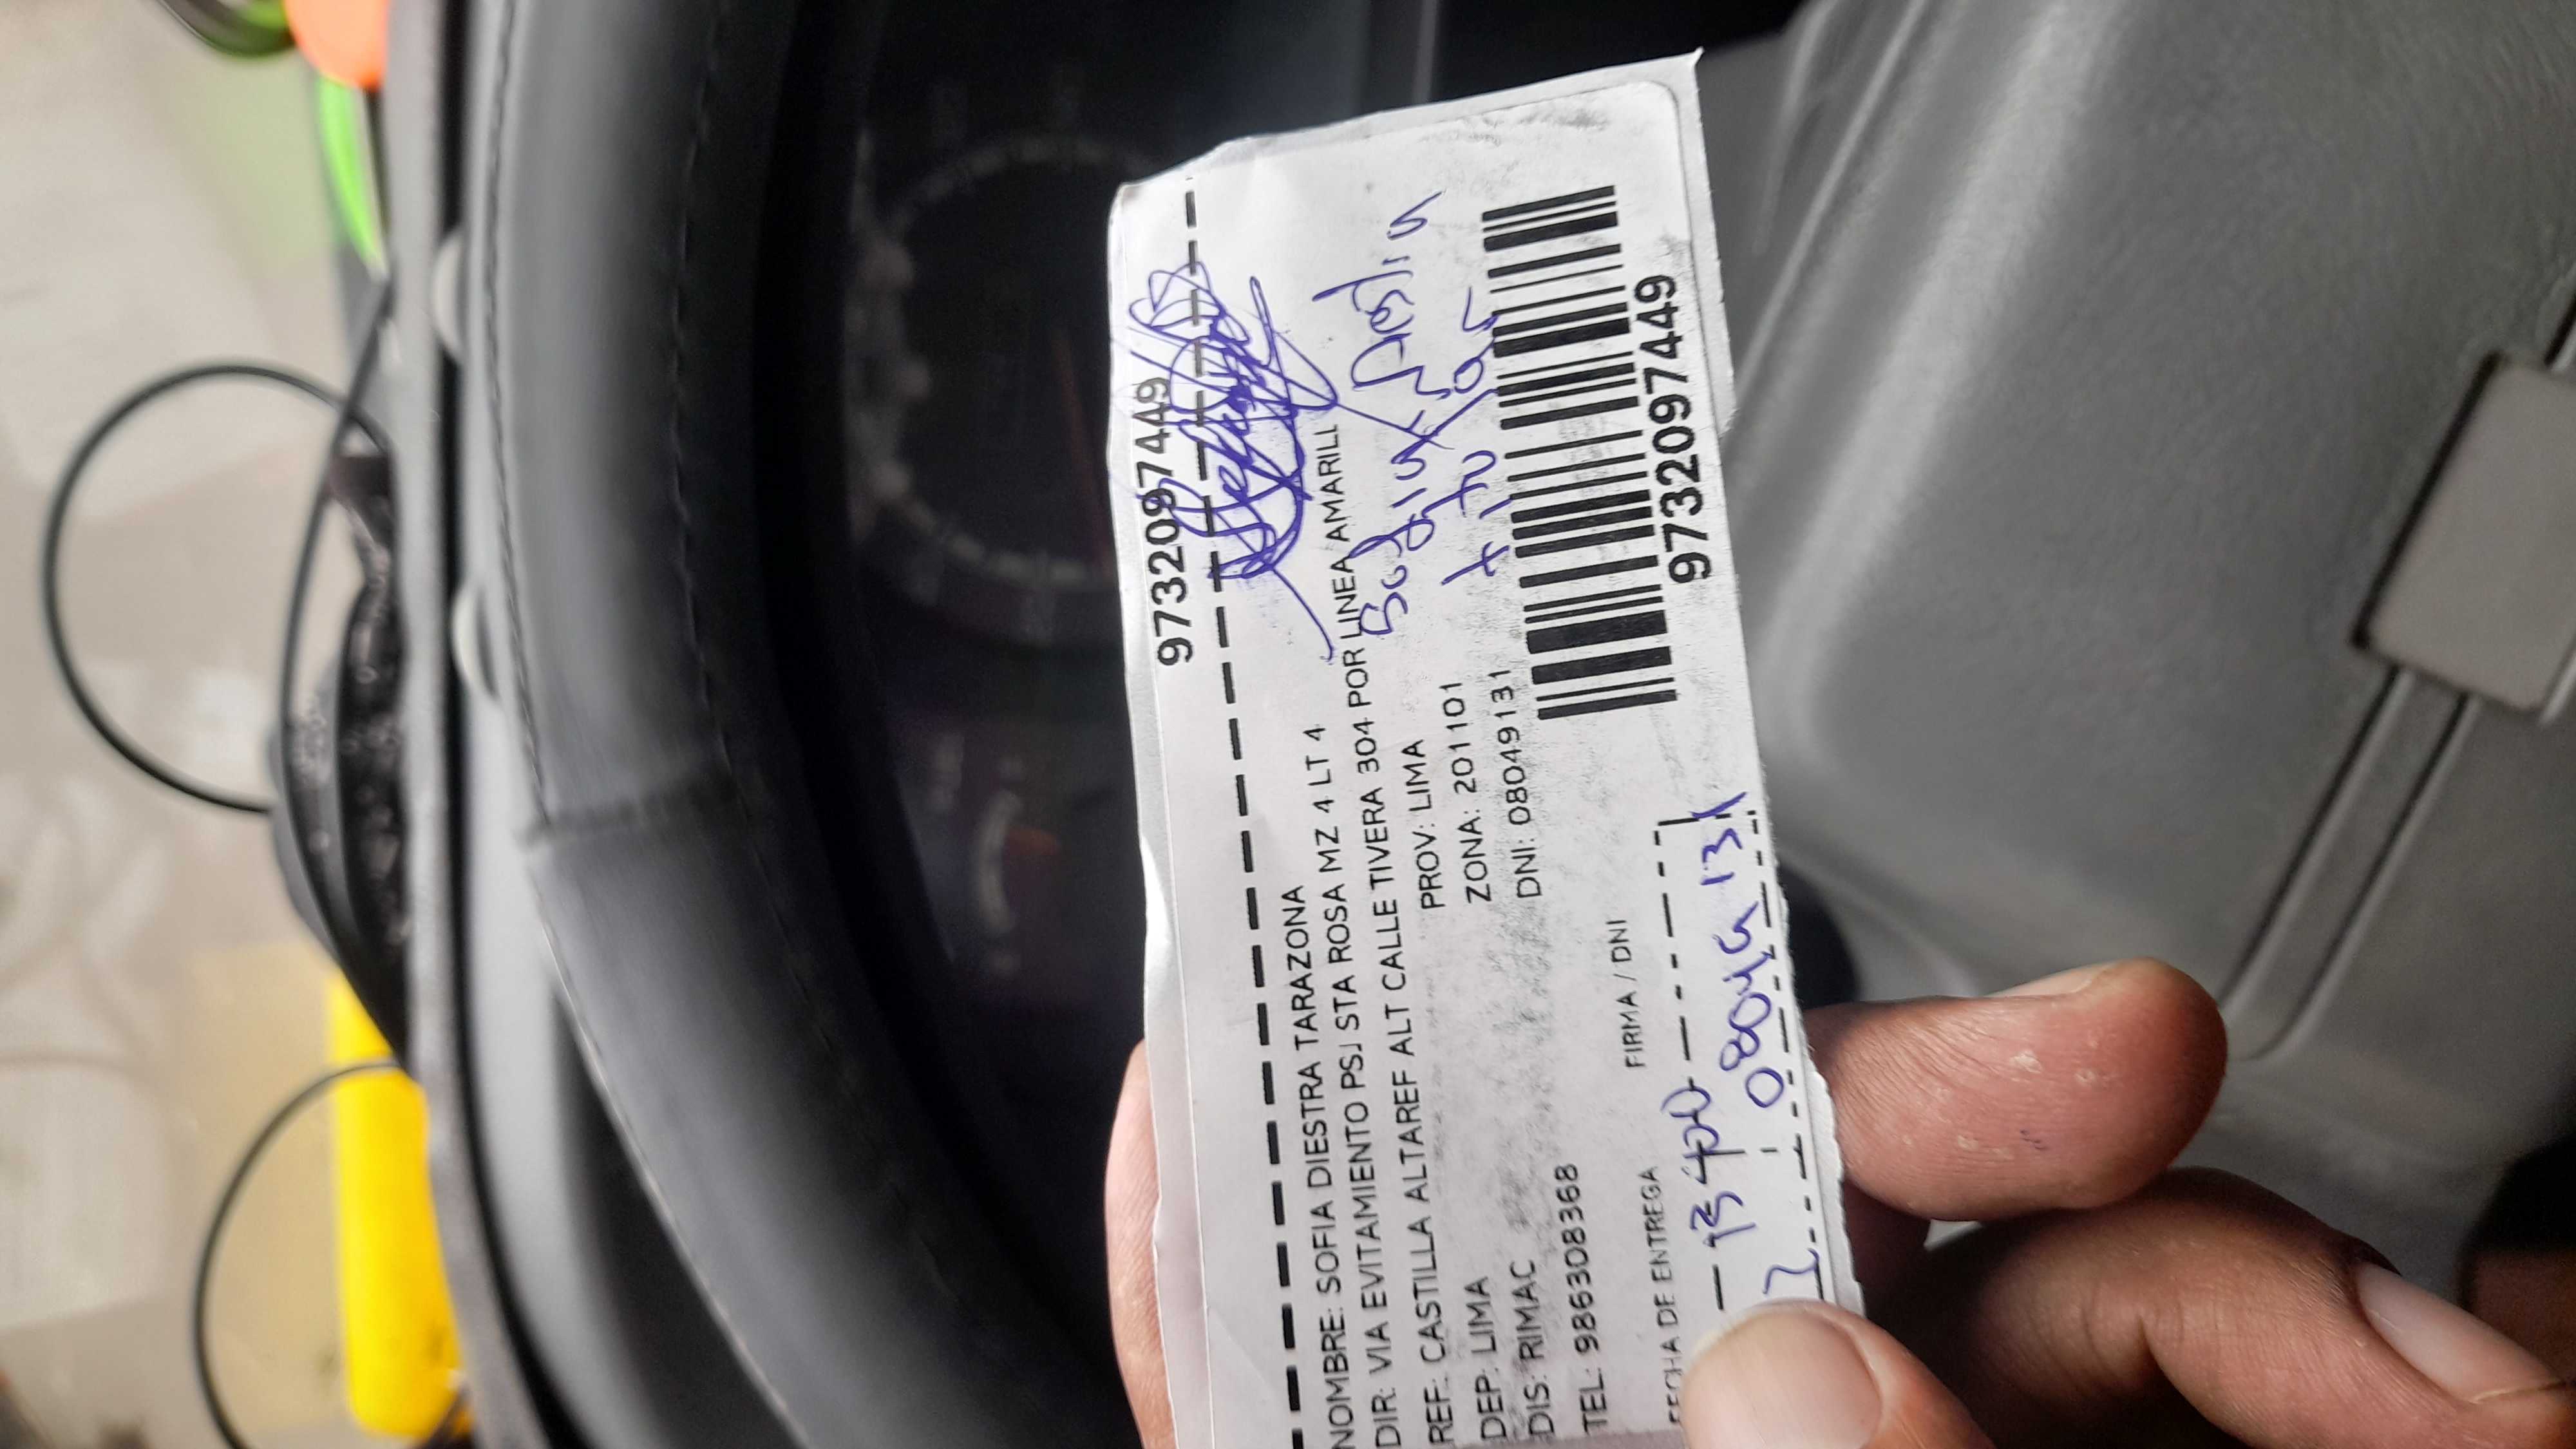 9732097449
NOMBRE: SOFIA DIESTRA TARAZONA
DIR: VIA EVITAMIENTO PSJ STA ROSA MZ 4 LT 4
REF: CASTILLA ALTAREF ALT CALLE TIVERA 304 POR LINEA AMARILL
DEP: LIMA PROV: LIMA
DIS: RIMAC ZONA: 201101
TEL: 986308368 DNI: 08049131
FECHA DE ENTREGA FIRMA / DNI
9732097449
08049131